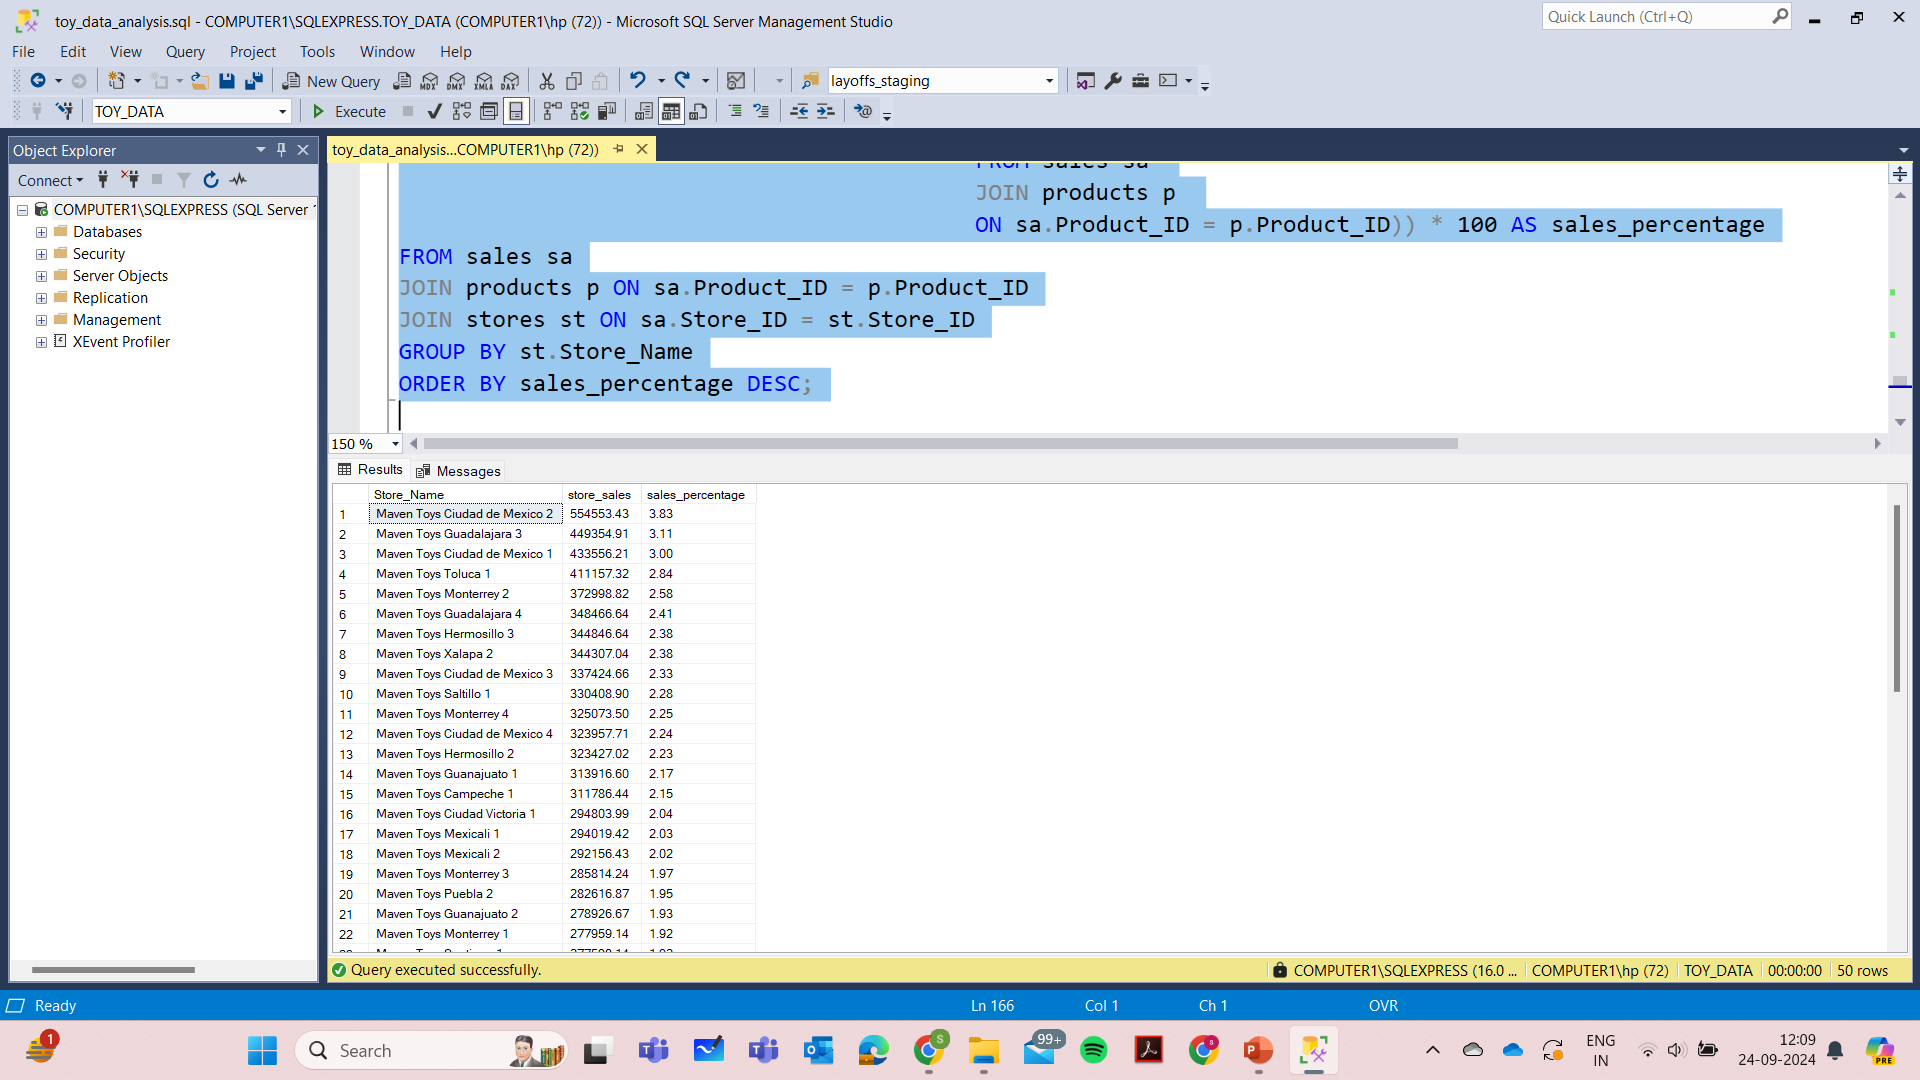 toy_data_analysis.sql - COMPUTER1\SQLEXPRESS.TOY_DATA (COMPUTER1\hp (72)) - Microsoft SQL Server Management Studio
Quick Launch (Ctrl+Q)
File Edit View Query Project Tools Window Help
New Query MDX DMX XMLA DAX layoffs_staging
TOY_DATA Execute
Object Explorer
toy_data_analysis...COMPUTER1\hp (72))
Connect
COMPUTER1\SQLEXPRESS (SQL Server
Databases
Security
Server Objects
Replication
Management
XEvent Profiler
FROM sales sa
JOIN products p
ON sa.Product_ID = p.Product_ID)) * 100 AS sales_percentage
FROM sales sa
JOIN products p ON sa.Product_ID = p.Product_ID
JOIN stores st ON sa.Store_ID = st.Store_ID
GROUP BY st.Store_Name
ORDER BY sales_percentage DESC;
150 %
Results Messages
Store_Name store_sales sales_percentage
1 Maven Toys Ciudad de Mexico 2 554553.43 3.83
2 Maven Toys Guadalajara 3 449354.91 3.11
3 Maven Toys Ciudad de Mexico 1 433556.21 3.00
4 Maven Toys Toluca 1 411157.32 2.84
5 Maven Toys Monterrey 2 372998.82 2.58
6 Maven Toys Guadalajara 4 348466.64 2.41
7 Maven Toys Hermosillo 3 344846.64 2.38
8 Maven Toys Xalapa 2 344307.04 2.38
9 Maven Toys Ciudad de Mexico 3 337424.66 2.33
10 Maven Toys Saltillo 1 330408.90 2.28
11 Maven Toys Monterrey 4 325073.50 2.25
12 Maven Toys Ciudad de Mexico 4 323957.71 2.24
13 Maven Toys Hermosillo 2 323427.02 2.23
14 Maven Toys Guanajuato 1 313916.60 2.17
15 Maven Toys Campeche 1 311786.44 2.15
16 Maven Toys Ciudad Victoria 1 294803.99 2.04
17 Maven Toys Mexicali 1 294019.42 2.03
18 Maven Toys Mexicali 2 292156.43 2.02
19 Maven Toys Monterrey 3 285814.24 1.97
20 Maven Toys Puebla 2 282616.87 1.95
21 Maven Toys Guanajuato 2 278926.67 1.93
22 Maven Toys Monterrey 1 277959.14 1.92
Query executed successfully.
COMPUTER1\SQLEXPRESS (16.0 ... COMPUTER1\hp (72) TOY_DATA 00:00:00 50 rows
Ready Ln 166 Col 1 Ch 1 OVR
1 Search 99+ ENG IN 12:09 24-09-2024 PRE